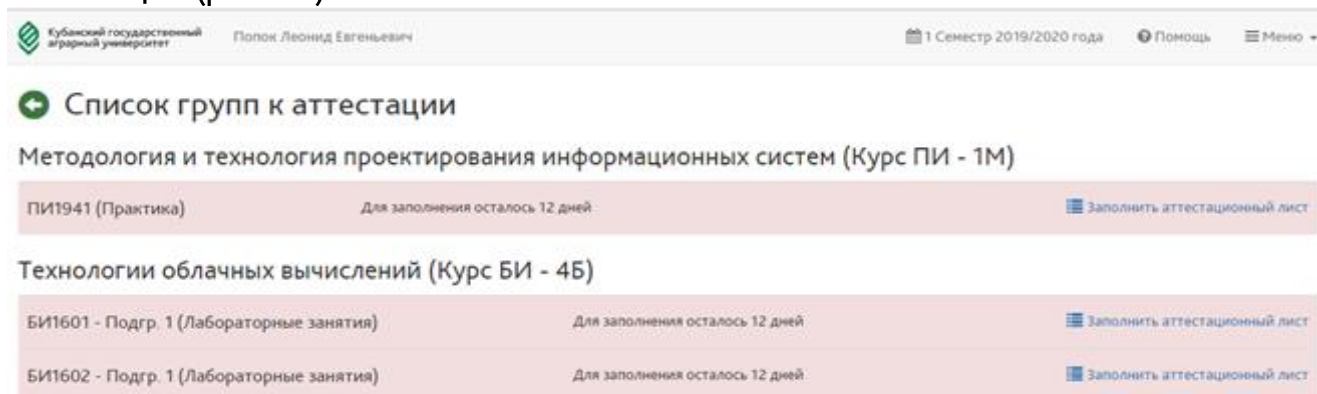 Кубанский государственный
аграрный университет
Попок Леонид Евгеньевич
1 Семестр 2019/2020 года
Помощь
Меню
Список групп к аттестации
Методология и технология проектирования информационных систем (Курс ПИ - 1М)
ПИ1941 (Практика) Для заполнения осталось 12 дней Заполнить аттестационный лист
Технологии облачных вычислений (Курс БИ - 4Б)
БИ1601 - Подгр. 1 (Лабораторные занятия) Для заполнения осталось 12 дней Заполнить аттестационный лист
БИ1602 - Подгр. 1 (Лабораторные занятия) Для заполнения осталось 12 дней Заполнить аттестационный лист